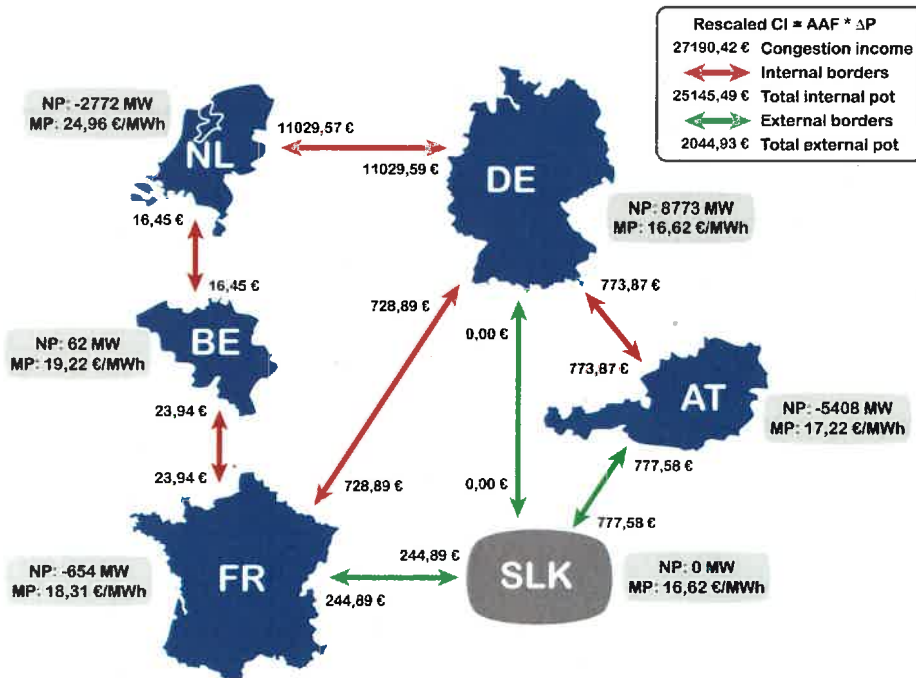 Rescaled CI = AAF * ΔP
27190,42 € Congestion income
Internal borders
25145,49 € Total internal pot
External borders
2044,93 € Total external pot
NP: -2772 MW
MP: 24,96 €/MWh
NL
11029,57 €
11029,59 €
DE
NP: 8773 MW
MP: 16,62 €/MWh
16,45 €
16,45 €
728,89 €
0,00 €
773,87 €
NP: 62 MW
MP: 19,22 €/MWh
BE
773,87 €
AT
NP: -5408 MW
MP: 17,22 €/MWh
23,94 €
23,94 €
728,89 €
0,00 €
777,58 €
777,58 €
NP: -654 MW
MP: 18,31 €/MWh
FR
244,89 €
244,89 €
SLK
NP: 0 MW
MP: 16,62 €/MWh